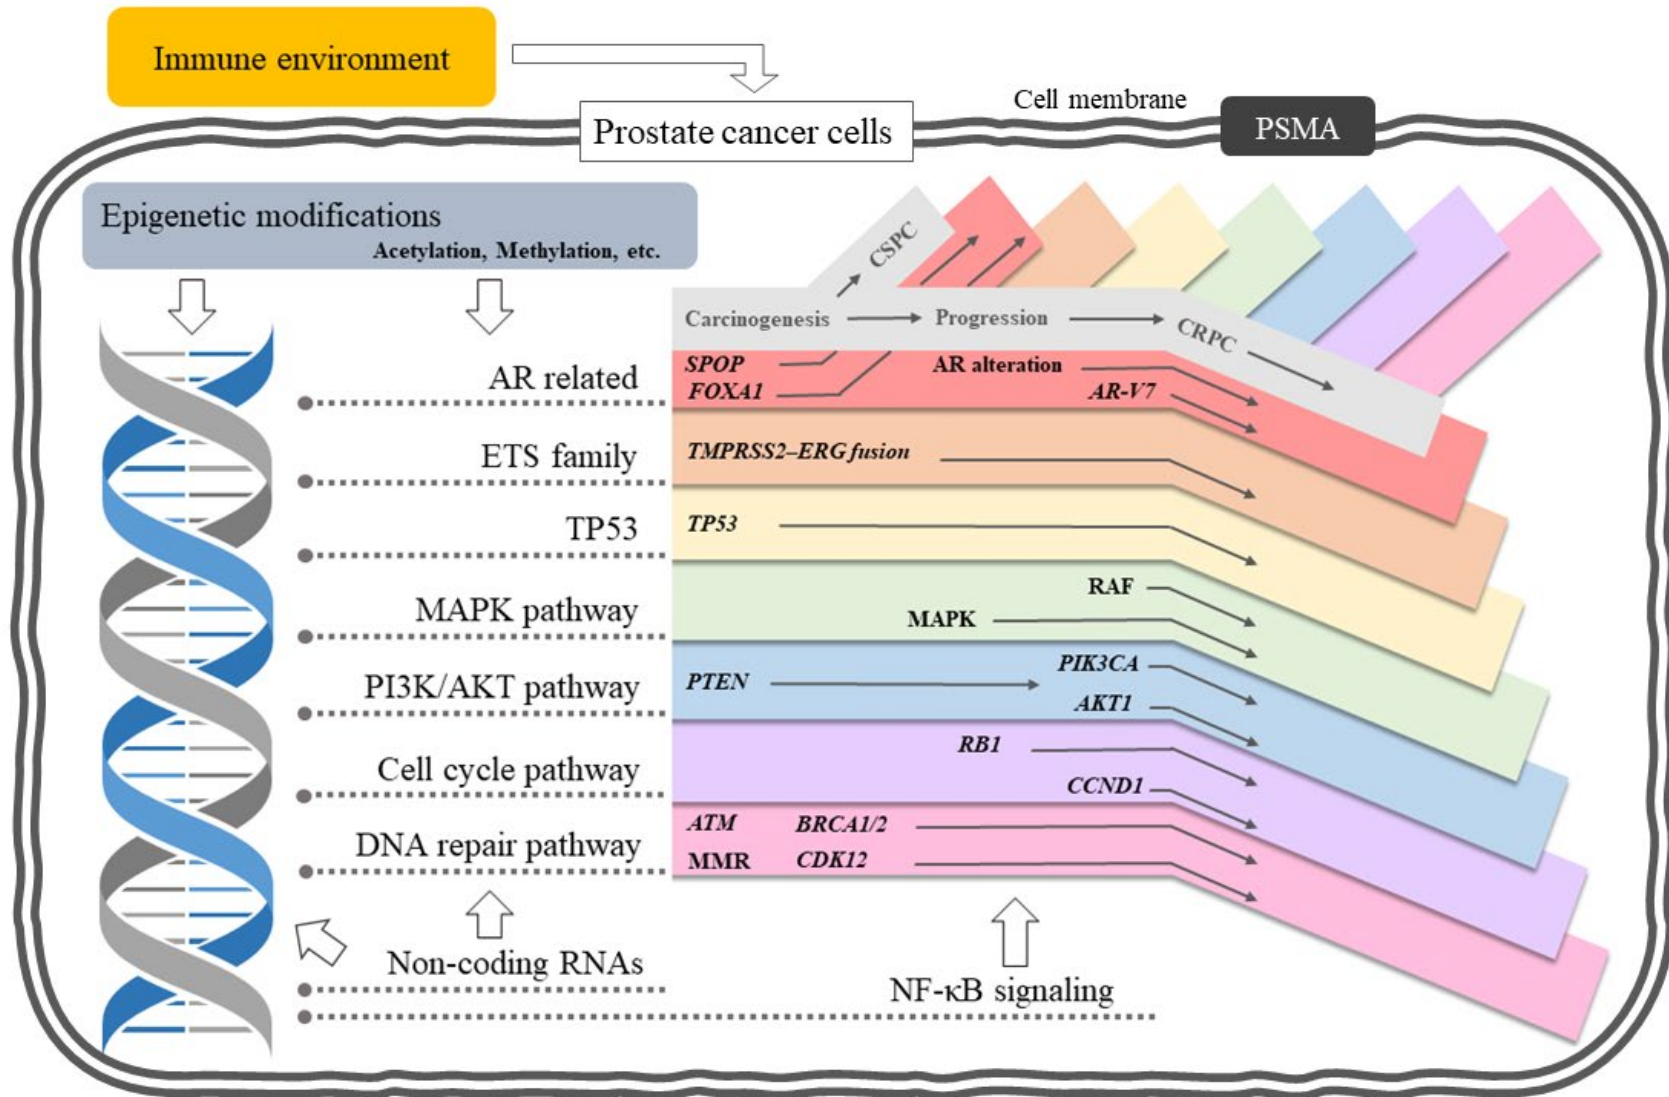 Immune environment
Cell membrane
PSMA
Prostate cancer cells
Epigenetic modifications
Acetylation, Methylation, etc.
CSPC
Carcinogenesis
Progression
CRPC
AR related
SPOP
FOXA1
AR alteration
AR-V7
ETS family
TMPRSS2–ERG fusion
TP53
TP53
MAPK pathway
RAF
MAPK
PI3K/AKT pathway
PTEN
PIK3CA
AKT1
Cell cycle pathway
RB1
CCND1
DNA repair pathway
ATM BRCA1/2
MMR CDK12
Non-coding RNAs
NF-κB signaling